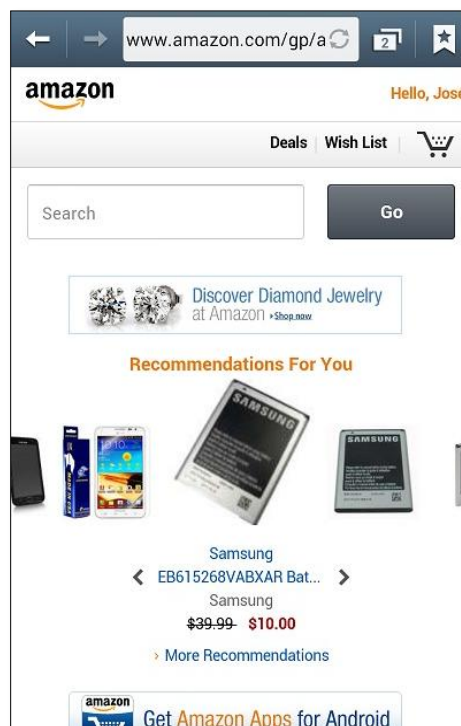 www.amazon.com/gp/a
2
amazon
Hello, Jose
Deals
Wish List
Search
Go
Discover Diamond Jewelry
at Amazon ▸Shop now
Recommendations For You
SAMSUNG
SAMSUNG
Samsung
EB615268VABXAR Bat...
Samsung
$39.99 $10.00
› More Recommendations
amazon
Get Amazon Apps for Android